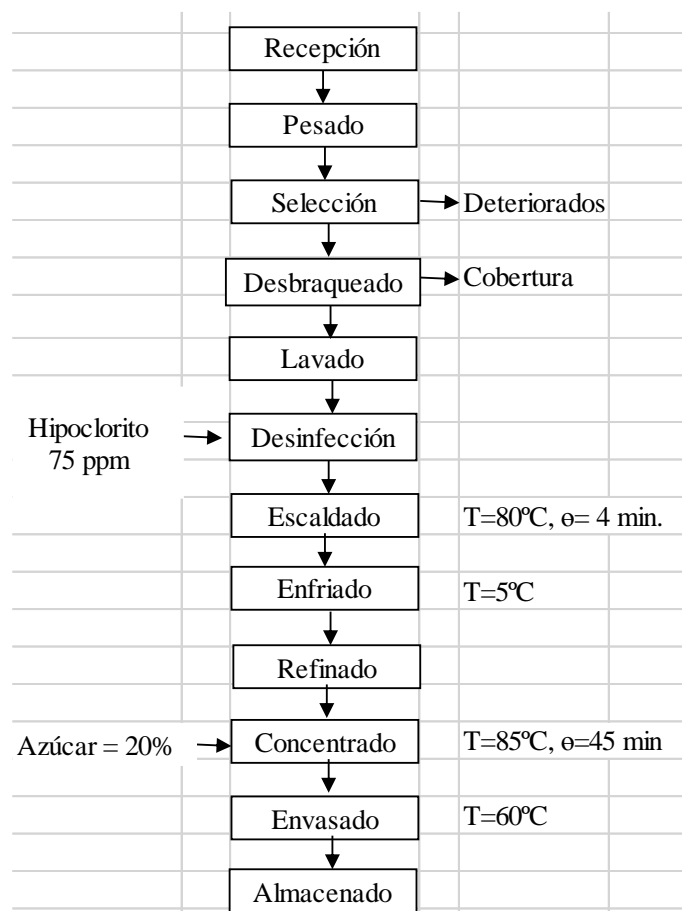 Recepción
Pesado
Selección
Deteriorados
Desbraqueado
Cobertura
Lavado
Hipoclorito
75 ppm
Desinfección
Escaldado
T=80ºC, ɵ= 4 min.
Enfriado
T=5ºC
Refinado
Azúcar = 20%
Concentrado
T=85ºC, ɵ=45 min
Envasado
T=60ºC
Almacenado